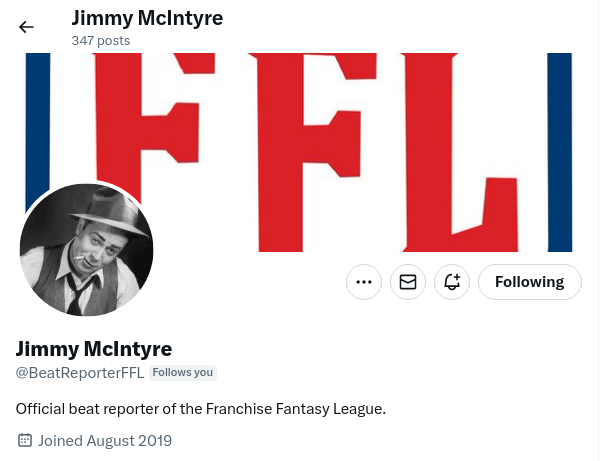 Jimmy McIntyre
347 posts
FFL
Following
Jimmy McIntyre
@BeatReporterFFL Follows you
Official beat reporter of the Franchise Fantasy League.
Joined August 2019